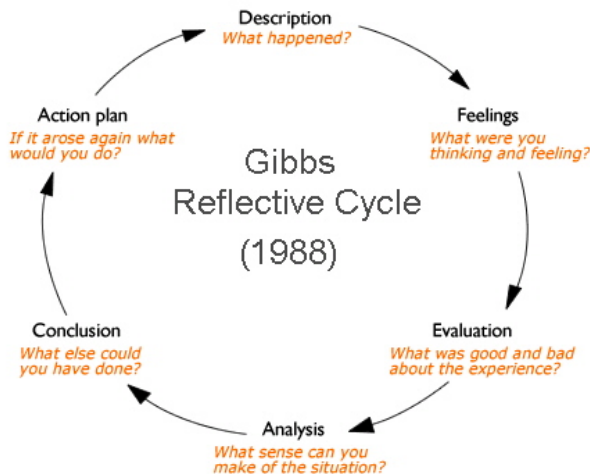 Description
What happened?
Feelings
What were you
thinking and feeling?
Evaluation
What was good and bad
about the experience?
Analysis
What sense can you
make of the situation?
Conclusion
What else could
you have done?
Action plan
If it arose again what
would you do?
Gibbs
Reflective Cycle
(1988)